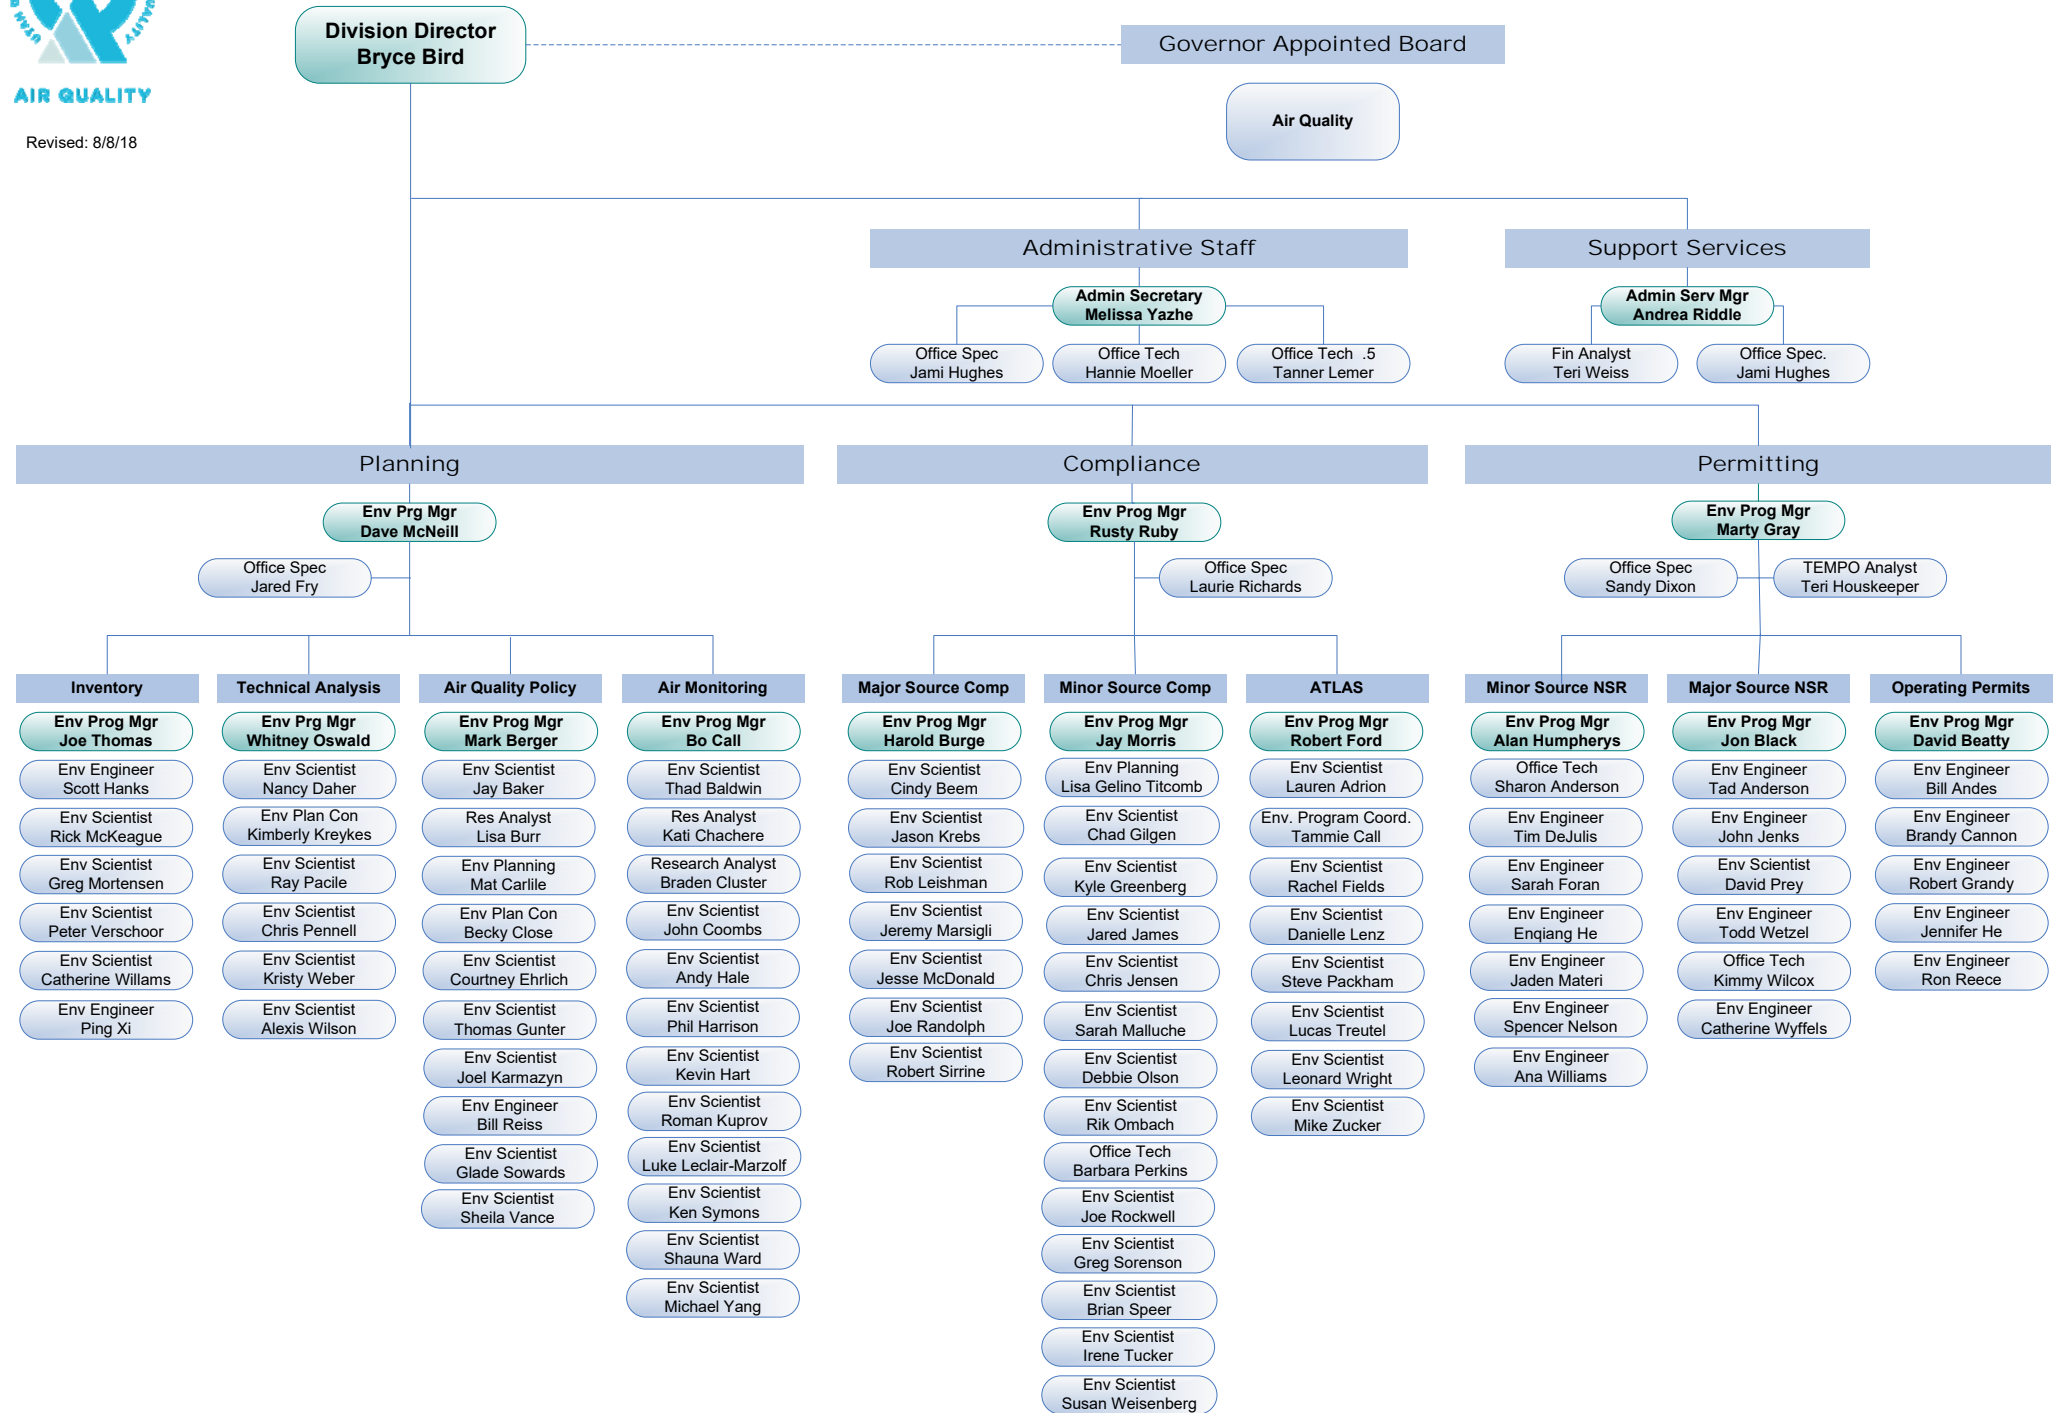 Division Director
Bryce Bird
Governor Appointed Board
Air Quality
AIR QUALITY
Revised: 8/8/18
Administrative Staff
Admin Secretary
Melissa Yazhe
Office Spec
Jami Hughes
Office Tech
Hannie Moeller
Office Tech .5
Tanner Lemer
Support Services
Admin Serv Mgr
Andrea Riddle
Fin Analyst
Teri Weiss
Office Spec.
Jami Hughes
Planning
Env Prg Mgr
Dave McNeill
Office Spec
Jared Fry
Inventory
Env Prog Mgr
Joe Thomas
Env Engineer
Scott Hanks
Env Scientist
Rick McKeague
Env Scientist
Greg Mortensen
Env Scientist
Peter Verschoor
Env Scientist
Catherine Willams
Env Engineer
Ping Xi
Technical Analysis
Env Prg Mgr
Whitney Oswald
Env Scientist
Nancy Daher
Env Plan Con
Kimberly Kreykes
Env Scientist
Ray Pacile
Env Scientist
Chris Pennell
Env Scientist
Kristy Weber
Env Scientist
Alexis Wilson
Air Quality Policy
Env Prog Mgr
Mark Berger
Env Scientist
Jay Baker
Res Analyst
Lisa Burr
Env Planning
Mat Carlile
Env Plan Con
Becky Close
Env Scientist
Courtney Ehrlich
Env Scientist
Thomas Gunter
Env Scientist
Joel Karmazyn
Env Engineer
Bill Reiss
Env Scientist
Glade Sowards
Env Scientist
Sheila Vance
Air Monitoring
Env Prog Mgr
Bo Call
Env Scientist
Thad Baldwin
Res Analyst
Kati Chachere
Research Analyst
Braden Cluster
Env Scientist
John Coombs
Env Scientist
Andy Hale
Env Scientist
Phil Harrison
Env Scientist
Kevin Hart
Env Scientist
Roman Kuprov
Env Scientist
Luke Leclair-Marzolf
Env Scientist
Ken Symons
Env Scientist
Shauna Ward
Env Scientist
Michael Yang
Compliance
Env Prog Mgr
Rusty Ruby
Office Spec
Laurie Richards
Major Source Comp
Env Prog Mgr
Harold Burge
Env Scientist
Cindy Beem
Env Scientist
Jason Krebs
Env Scientist
Rob Leishman
Env Scientist
Jeremy Marsigli
Env Scientist
Jesse McDonald
Env Scientist
Joe Randolph
Env Scientist
Robert Sirrine
Minor Source Comp
Env Prog Mgr
Jay Morris
Env Planning
Lisa Gelino Titcomb
Env Scientist
Chad Gilgen
Env Scientist
Kyle Greenberg
Env Scientist
Jared James
Env Scientist
Chris Jensen
Env Scientist
Sarah Malluche
Env Scientist
Debbie Olson
Env Scientist
Rik Ombach
Office Tech
Barbara Perkins
Env Scientist
Joe Rockwell
Env Scientist
Greg Sorenson
Env Scientist
Brian Speer
Env Scientist
Irene Tucker
Env Scientist
Susan Weisenberg
ATLAS
Env Prog Mgr
Robert Ford
Env Scientist
Lauren Adrion
Env. Program Coord.
Tammie Call
Env Scientist
Rachel Fields
Env Scientist
Danielle Lenz
Env Scientist
Steve Packham
Env Scientist
Lucas Treutel
Env Scientist
Leonard Wright
Env Scientist
Mike Zucker
Permitting
Env Prog Mgr
Marty Gray
Office Spec
Sandy Dixon
TEMPO Analyst
Teri Houskeeper
Minor Source NSR
Env Prog Mgr
Alan Humpherys
Office Tech
Sharon Anderson
Env Engineer
Tim DeJulis
Env Engineer
Sarah Foran
Env Engineer
Enqiang He
Env Engineer
Jaden Materi
Env Engineer
Spencer Nelson
Env Engineer
Ana Williams
Major Source NSR
Env Prog Mgr
Jon Black
Env Engineer
Tad Anderson
Env Engineer
John Jenks
Env Scientist
David Prey
Env Engineer
Todd Wetzel
Office Tech
Kimmy Wilcox
Env Engineer
Catherine Wyffels
Operating Permits
Env Prog Mgr
David Beatty
Env Engineer
Bill Andes
Env Engineer
Brandy Cannon
Env Engineer
Robert Grandy
Env Engineer
Jennifer He
Env Engineer
Ron Reece